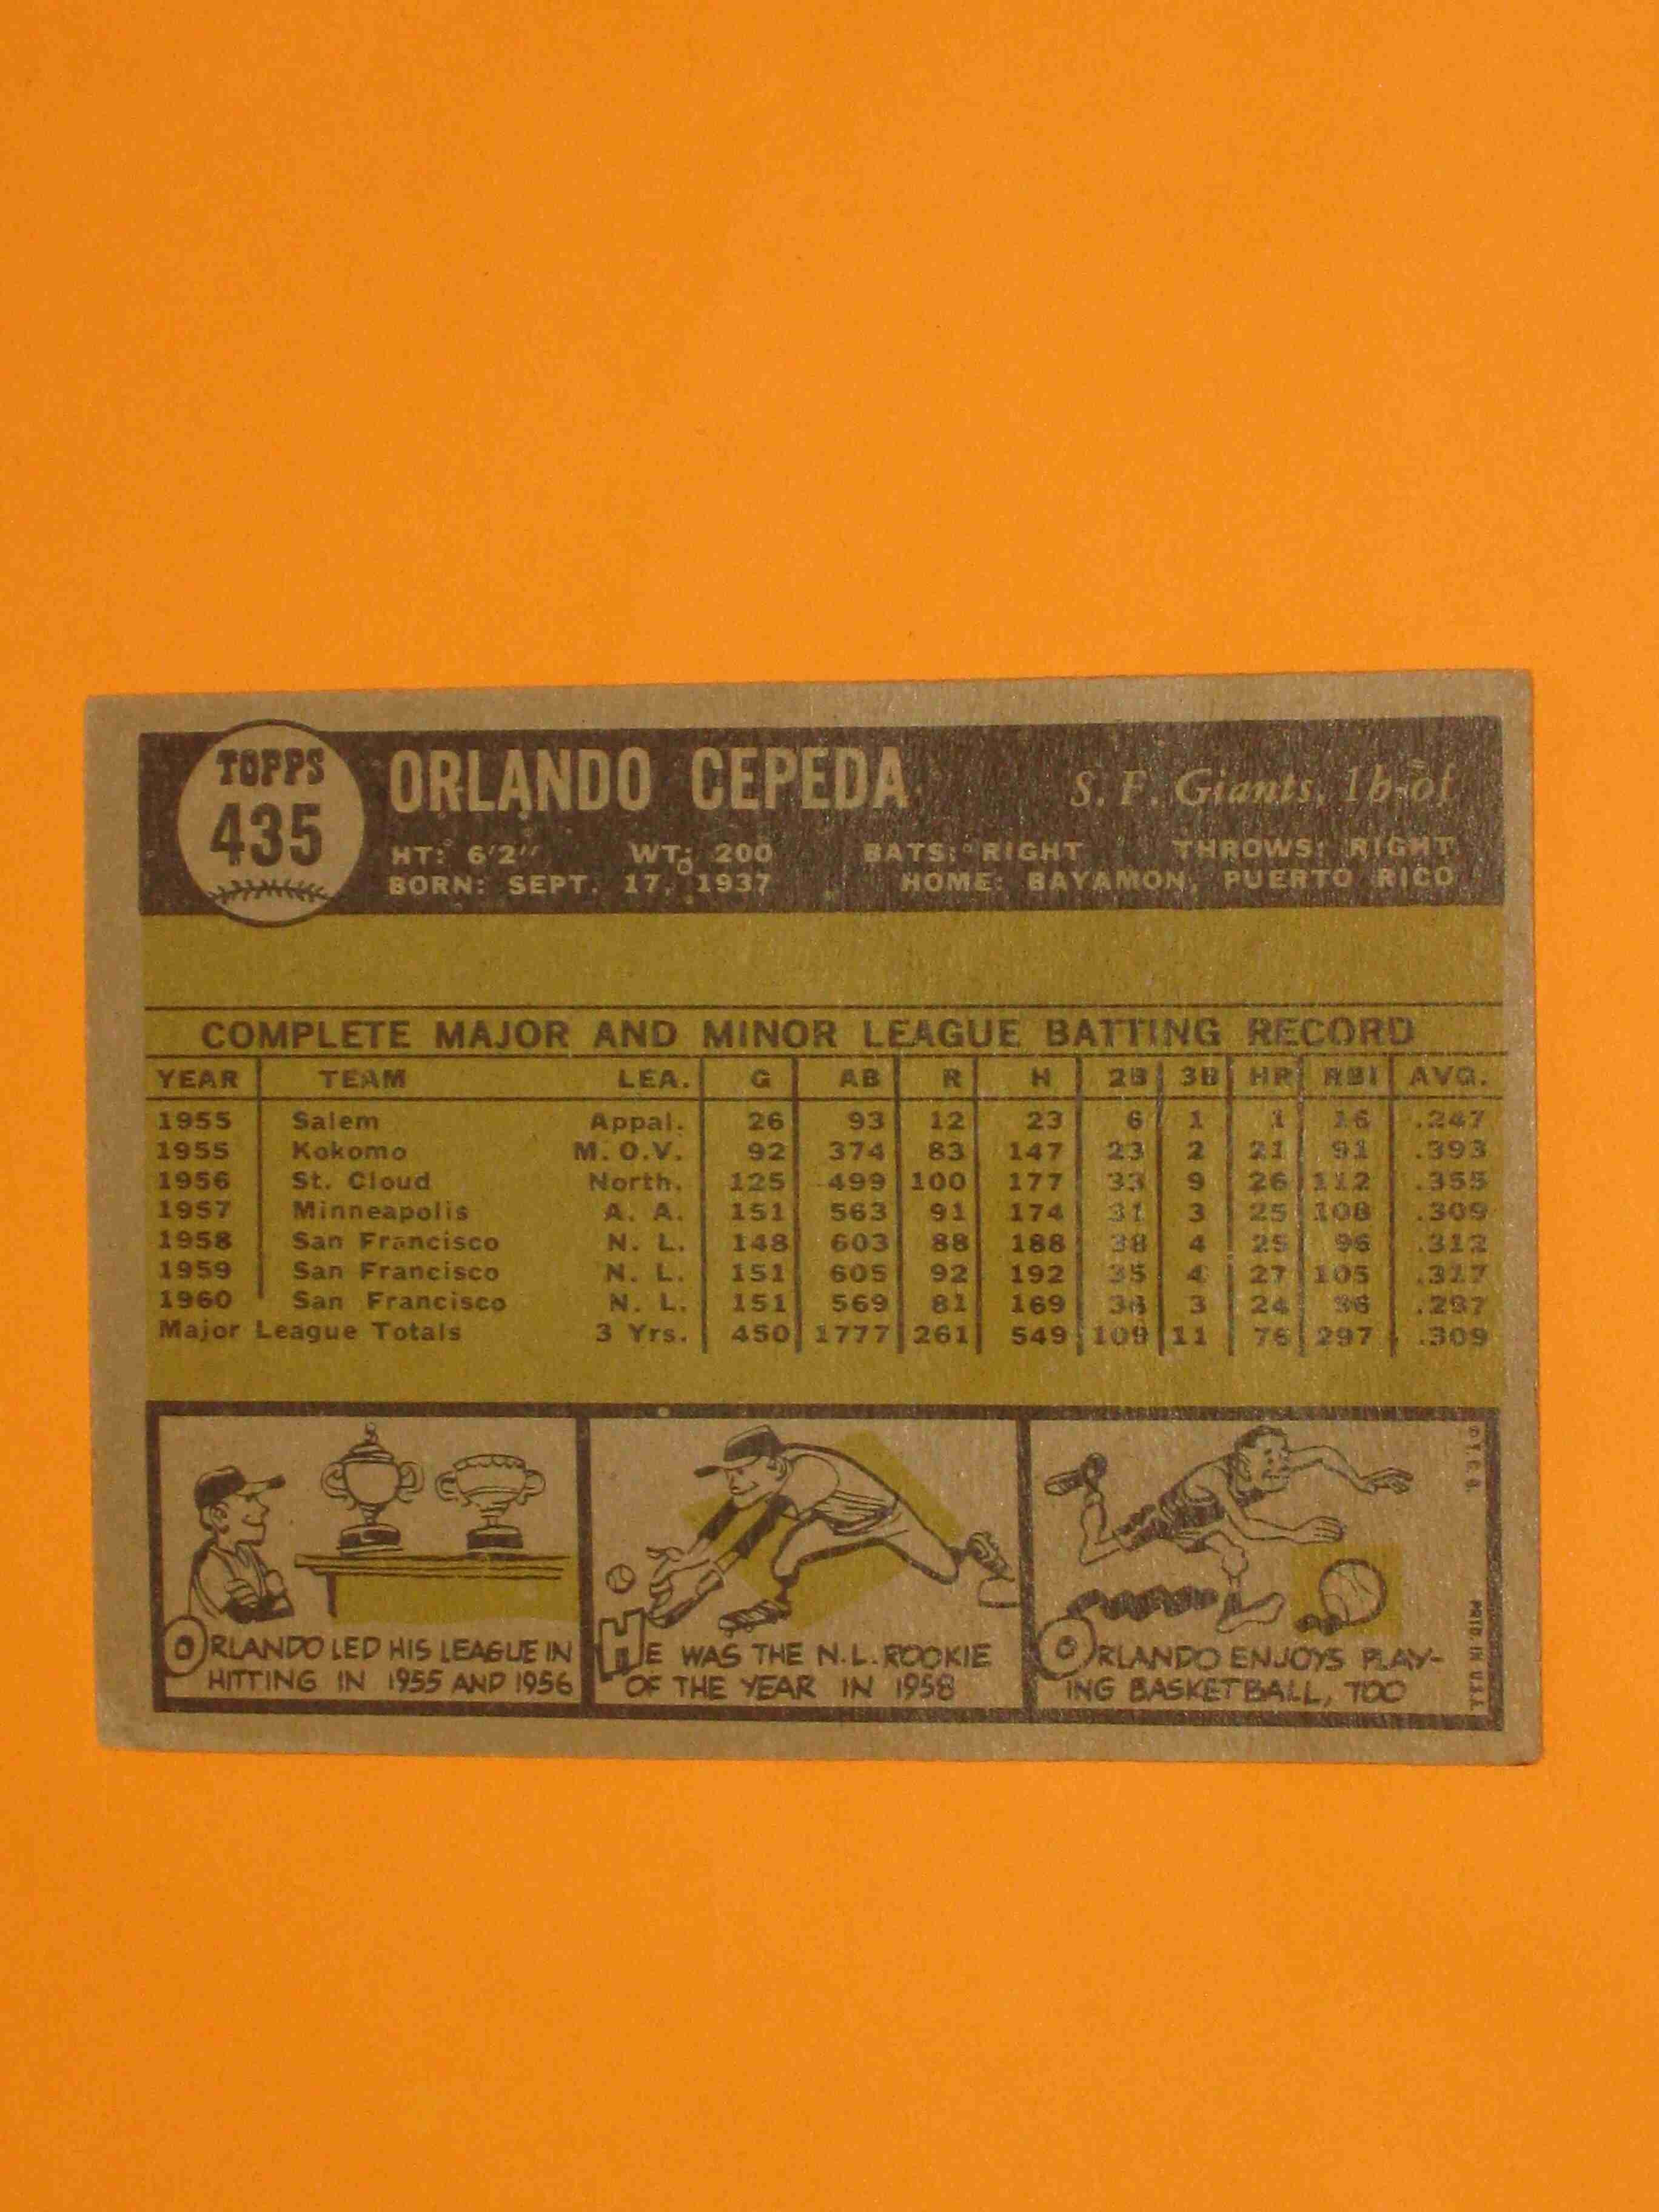 TOPPS
435
ORLANDO CEPEDA
S. F. Giants, 1b-of
HT: 6'2" WT: 200 BATS: RIGHT THROWS: RIGHT
BORN: SEPT. 17, 1937 HOME: BAYAMON, PUERTO RICO
COMPLETE MAJOR AND MINOR LEAGUE BATTING RECORD
YEAR TEAM LEA. G AB R H 2B 3B HR RBI AVG.
1955 Salem Appal. 26 93 12 23 6 1 1 16 .247
1955 Kokomo M.O.V. 92 374 83 147 23 2 21 91 .393
1956 St. Cloud North. 125 499 100 177 33 9 26 112 .355
1957 Minneapolis A. A. 151 563 91 174 31 3 25 108 .309
1958 San Francisco N. L. 148 603 88 188 38 4 25 96 .312
1959 San Francisco N. L. 151 605 92 192 35 4 27 105 .317
1960 San Francisco N. L. 151 569 81 169 36 3 24 96 .297
Major League Totals 3 Yrs. 450 1777 261 549 109 11 76 297 .309
ORLANDO LED HIS LEAGUE IN
HITTING IN 1955 AND 1956
HE WAS THE N.L. ROOKIE
OF THE YEAR IN 1958
ORLANDO ENJOYS PLAY-
ING BASKETBALL, TOO
©T.C.G.
PRTD. IN U.S.A.